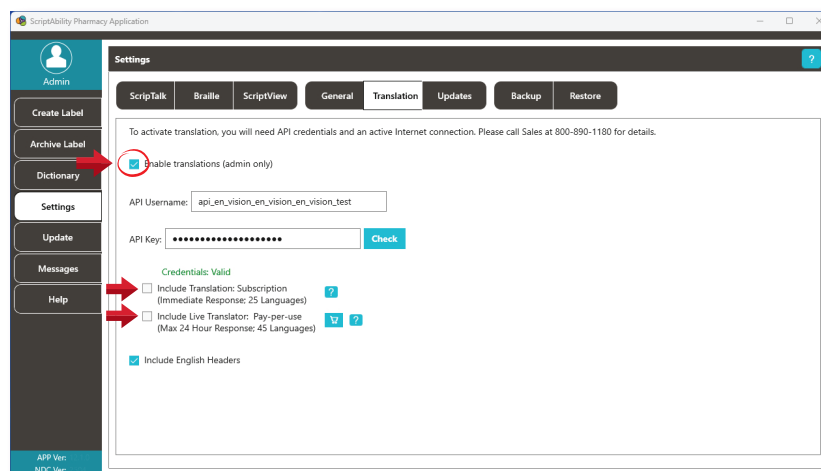 ScriptAbility Pharmacy Application
Settings
?
Admin
ScripTalk Braille ScriptView General Translation Updates Backup Restore
Create Label
Archive Label
Dictionary
Settings
Update
Messages
Help
To activate translation, you will need API credentials and an active Internet connection. Please call Sales at 800-890-1180 for details.
Enable translations (admin only)
API Username: api_en_vision_en_vision_en_vision_test
API Key: ●●●●●●●●●●●●●●●●●●●● Check
Credentials: Valid
Include Translation: Subscription ?
(Immediate Response; 25 Languages)
Include Live Translator: Pay-per-use ?
(Max 24 Hour Response; 45 Languages)
Include English Headers
APP Ver:
NDC Ver: